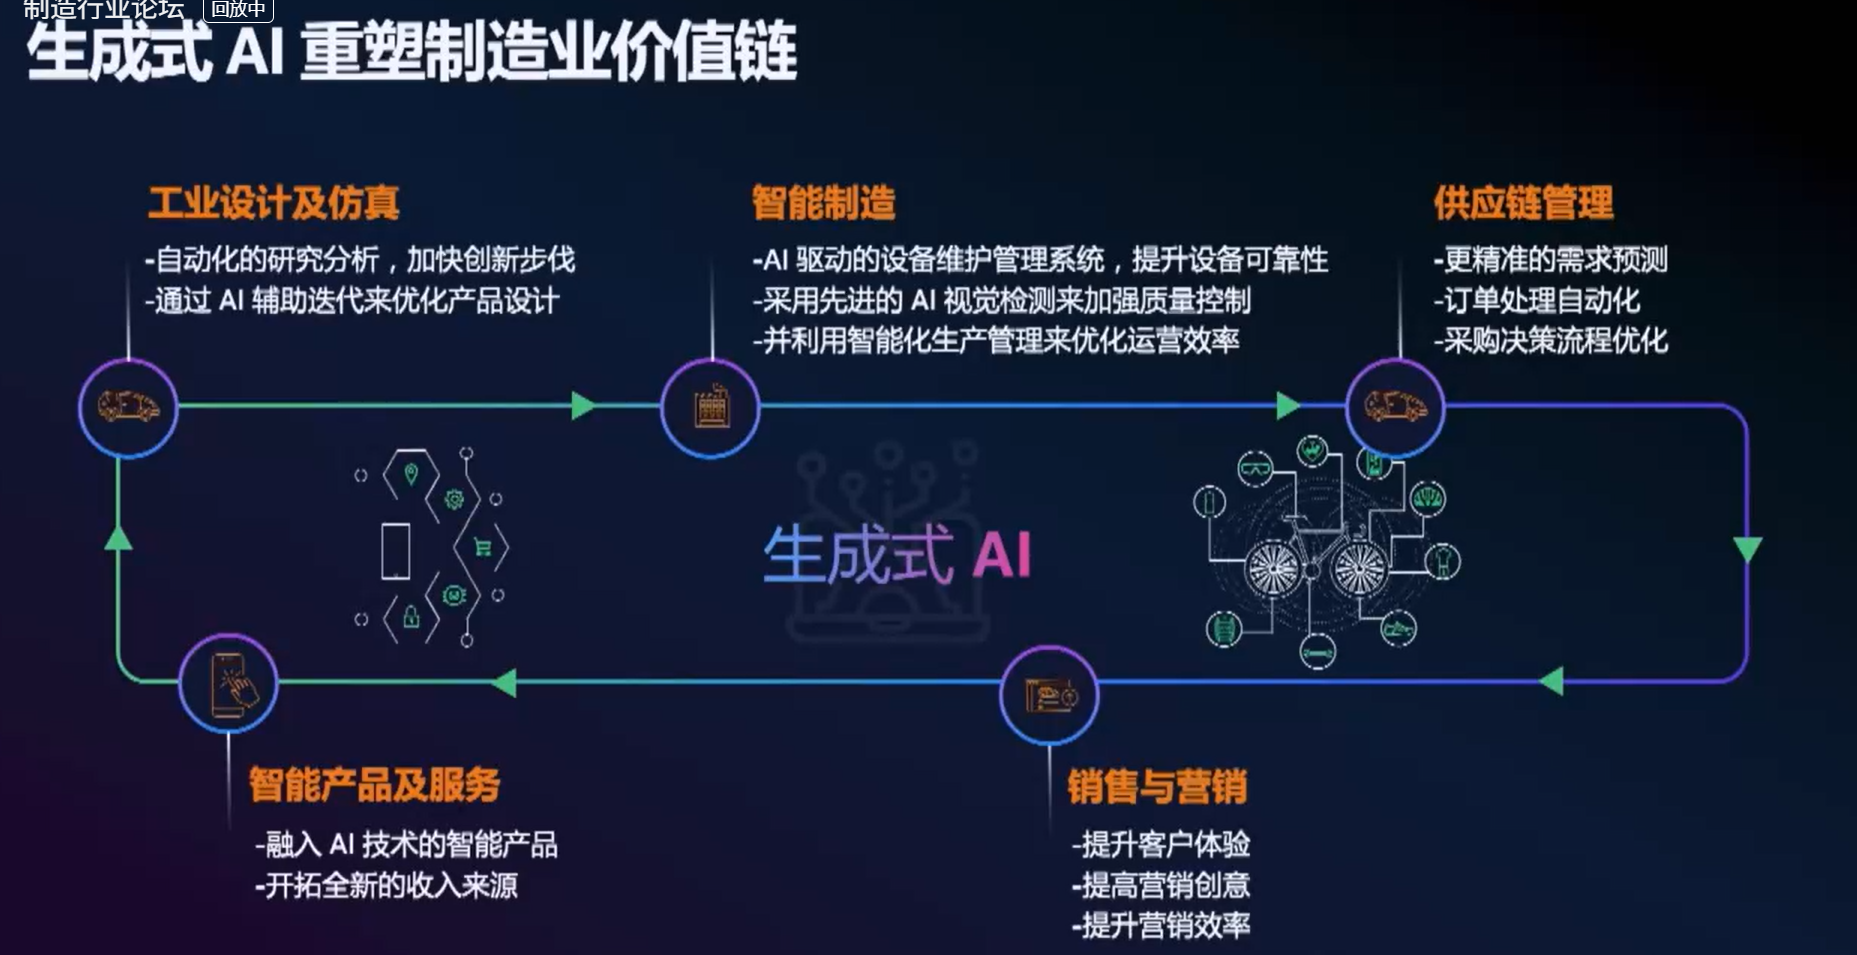 制造行业论坛 回放中
生成式 AI 重塑制造业价值链
工业设计及仿真
-自动化的研究分析，加快创新步伐
-通过 AI 辅助迭代来优化产品设计
智能制造
-AI 驱动的设备维护管理系统，提升设备可靠性
-采用先进的 AI 视觉检测来加强质量控制
-并利用智能化生产管理来优化运营效率
供应链管理
-更精准的需求预测
-订单处理自动化
-采购决策流程优化
生成式 AI
智能产品及服务
-融入 AI 技术的智能产品
-开拓全新的收入来源
销售与营销
-提升客户体验
-提高营销创意
-提升营销效率